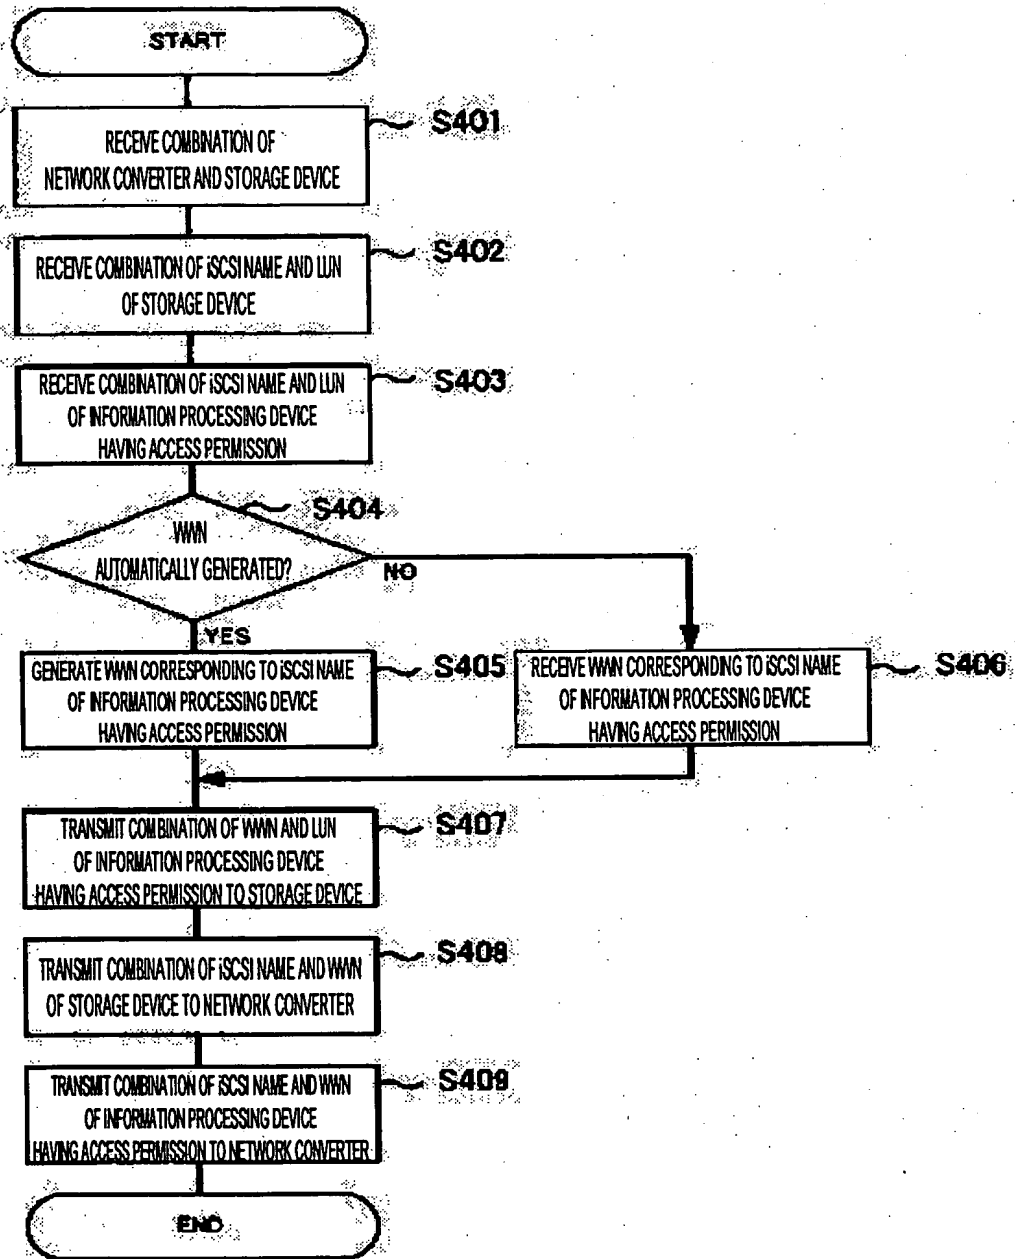 START
S401
RECEIVE COMBINATION OF
NETWORK CONVERTER AND STORAGE DEVICE
S402
RECEIVE COMBINATION OF iSCSI NAME AND LUN
OF STORAGE DEVICE
S403
RECEIVE COMBINATION OF iSCSI NAME AND LUN
OF INFORMATION PROCESSING DEVICE
HAVING ACCESS PERMISSION
S404
WWN
AUTOMATICALLY GENERATED?
NO
YES
S405
GENERATE WWN CORRESPONDING TO iSCSI NAME
OF INFORMATION PROCESSING DEVICE
HAVING ACCESS PERMISSION
S406
RECEIVE WWN CORRESPONDING TO iSCSI NAME
OF INFORMATION PROCESSING DEVICE
HAVING ACCESS PERMISSION
S407
TRANSMIT COMBINATION OF WWN AND LUN
OF INFORMATION PROCESSING DEVICE
HAVING ACCESS PERMISSION TO STORAGE DEVICE
S408
TRANSMIT COMBINATION OF iSCSI NAME AND WWN
OF STORAGE DEVICE TO NETWORK CONVERTER
S409
TRANSMIT COMBINATION OF iSCSI NAME AND WWN
OF INFORMATION PROCESSING DEVICE
HAVING ACCESS PERMISSION TO NETWORK CONVERTER
END